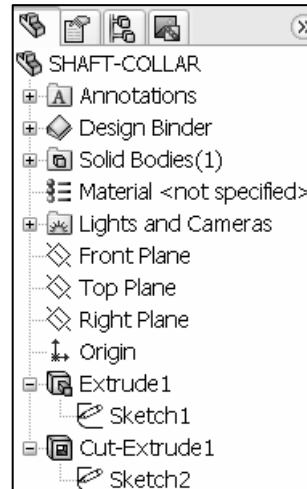 SHAFT-COLLAR
Annotations
Design Binder
Solid Bodies(1)
Material <not specified>
Lights and Cameras
Front Plane
Top Plane
Right Plane
Origin
Extrude1
Sketch1
Cut-Extrude1
Sketch2